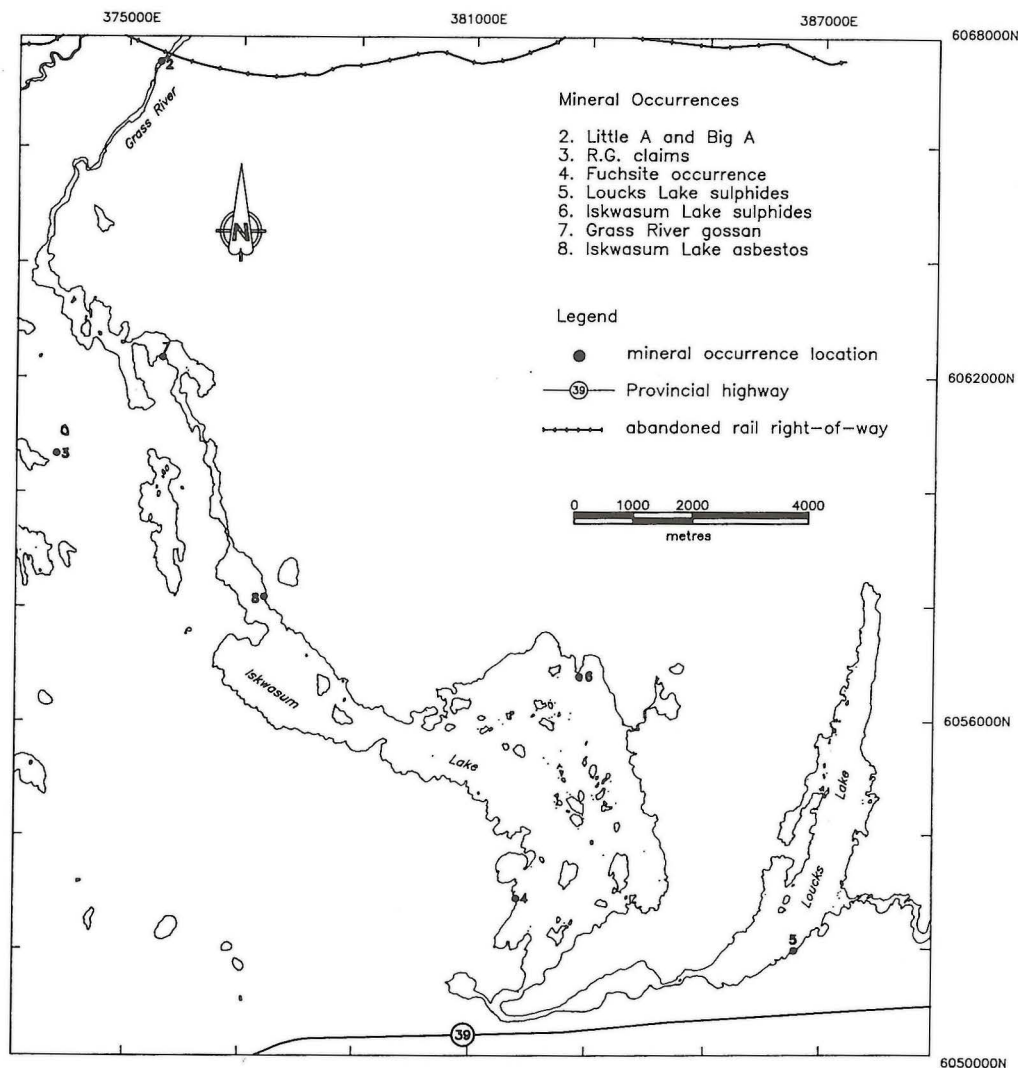 375000E
381000E
387000E
6068000N
2
Grass River
Mineral Occurrences
2. Little A and Big A
3. R.G. claims
4. Fuchsite occurrence
5. Loucks Lake sulphides
6. Iskwasum Lake sulphides
7. Grass River gossan
8. Iskwasum Lake asbestos
N
Legend
mineral occurrence location
7
6062000N
39 Provincial highway
abandoned rail right-of-way
3
0 1000 2000 4000
metres
8
6
Iskwasum
6056000N
Lake
Lake
Loucks
4
5
39
6050000N